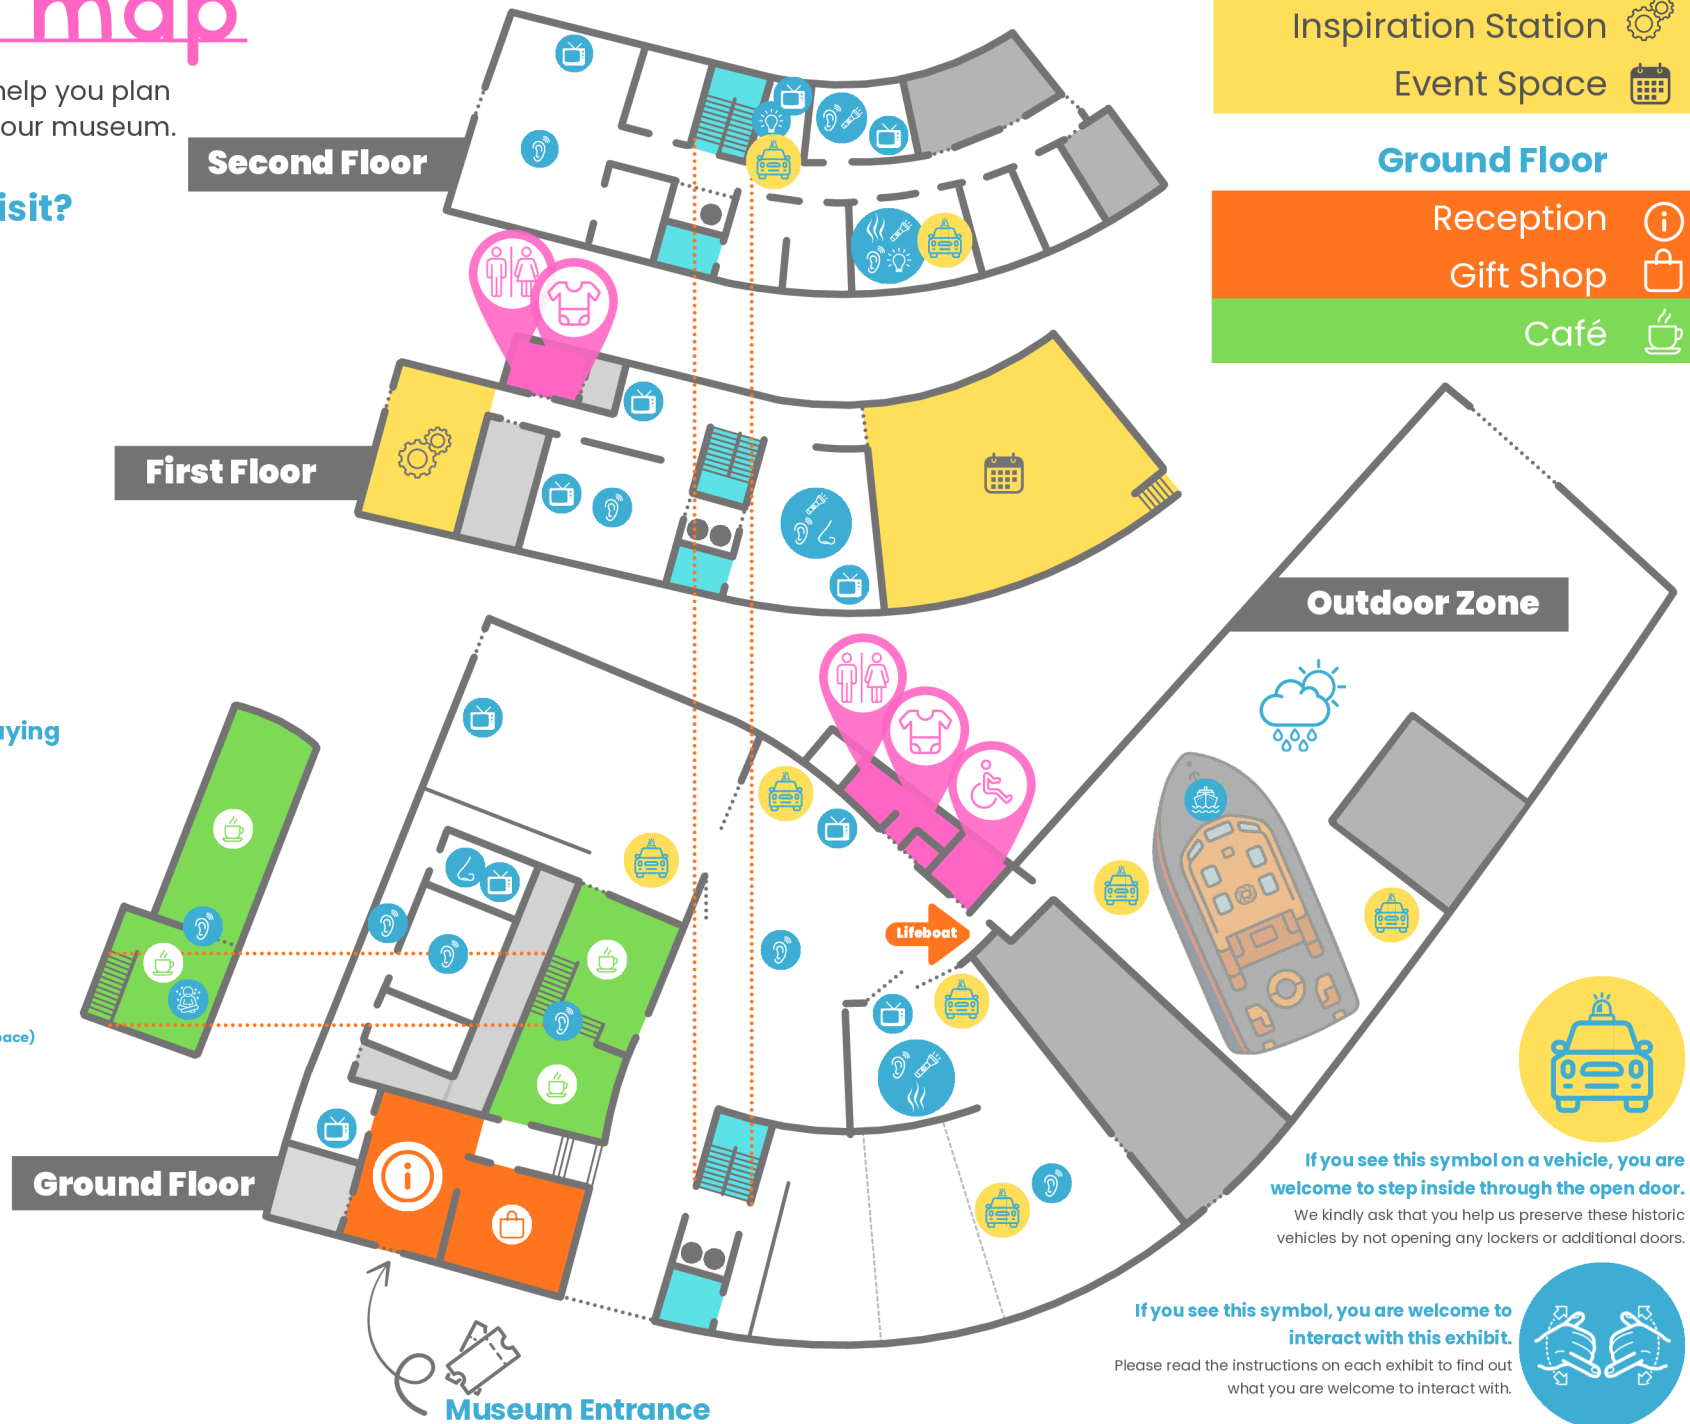 map
help you plan
our museum.
isit?
Inspiration Station
Event Space
Ground Floor
Reception
Gift Shop
Café
Second Floor
First Floor
Outdoor Zone
aying
Lifeboat
pace)
Ground Floor
If you see this symbol on a vehicle, you are
welcome to step inside through the open door.
We kindly ask that you help us preserve these historic
vehicles by not opening any lockers or additional doors.
If you see this symbol, you are welcome to
interact with this exhibit.
Please read the instructions on each exhibit to find out
what you are welcome to interact with.
Museum Entrance